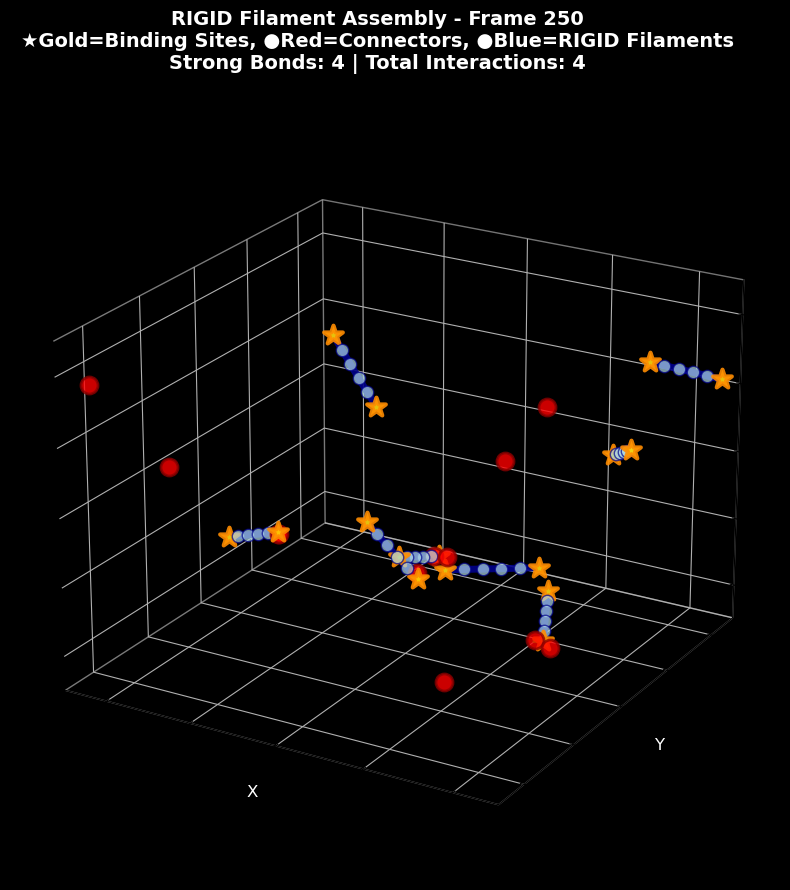 RIGID Filament Assembly - Frame 250
★Gold=Binding Sites, ●Red=Connectors, ●Blue=RIGID Filaments
Strong Bonds: 4 | Total Interactions: 4
Y
X